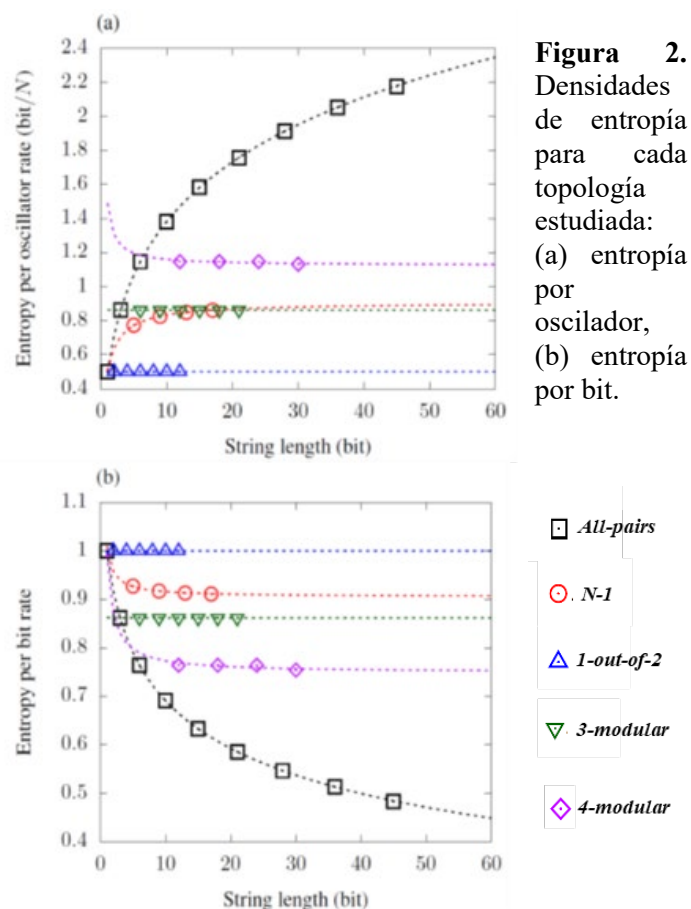 (a)
2.4
2.2
2
1.8
1.6
1.4
1.2
1
0.8
0.6
0.4
Entropy per oscillator rate (bit/N)
0 10 20 30 40 50 60
String length (bit)
Figura 2.
Densidades
de entropía
para cada
topología
estudiada:
(a) entropía
por
oscilador,
(b) entropía
por bit.
(b)
1.1
1
0.9
0.8
0.7
0.6
0.5
0.4
Entropy per bit rate
0 10 20 30 40 50 60
String length (bit)
All-pairs
N-1
1-out-of-2
3-modular
4-modular